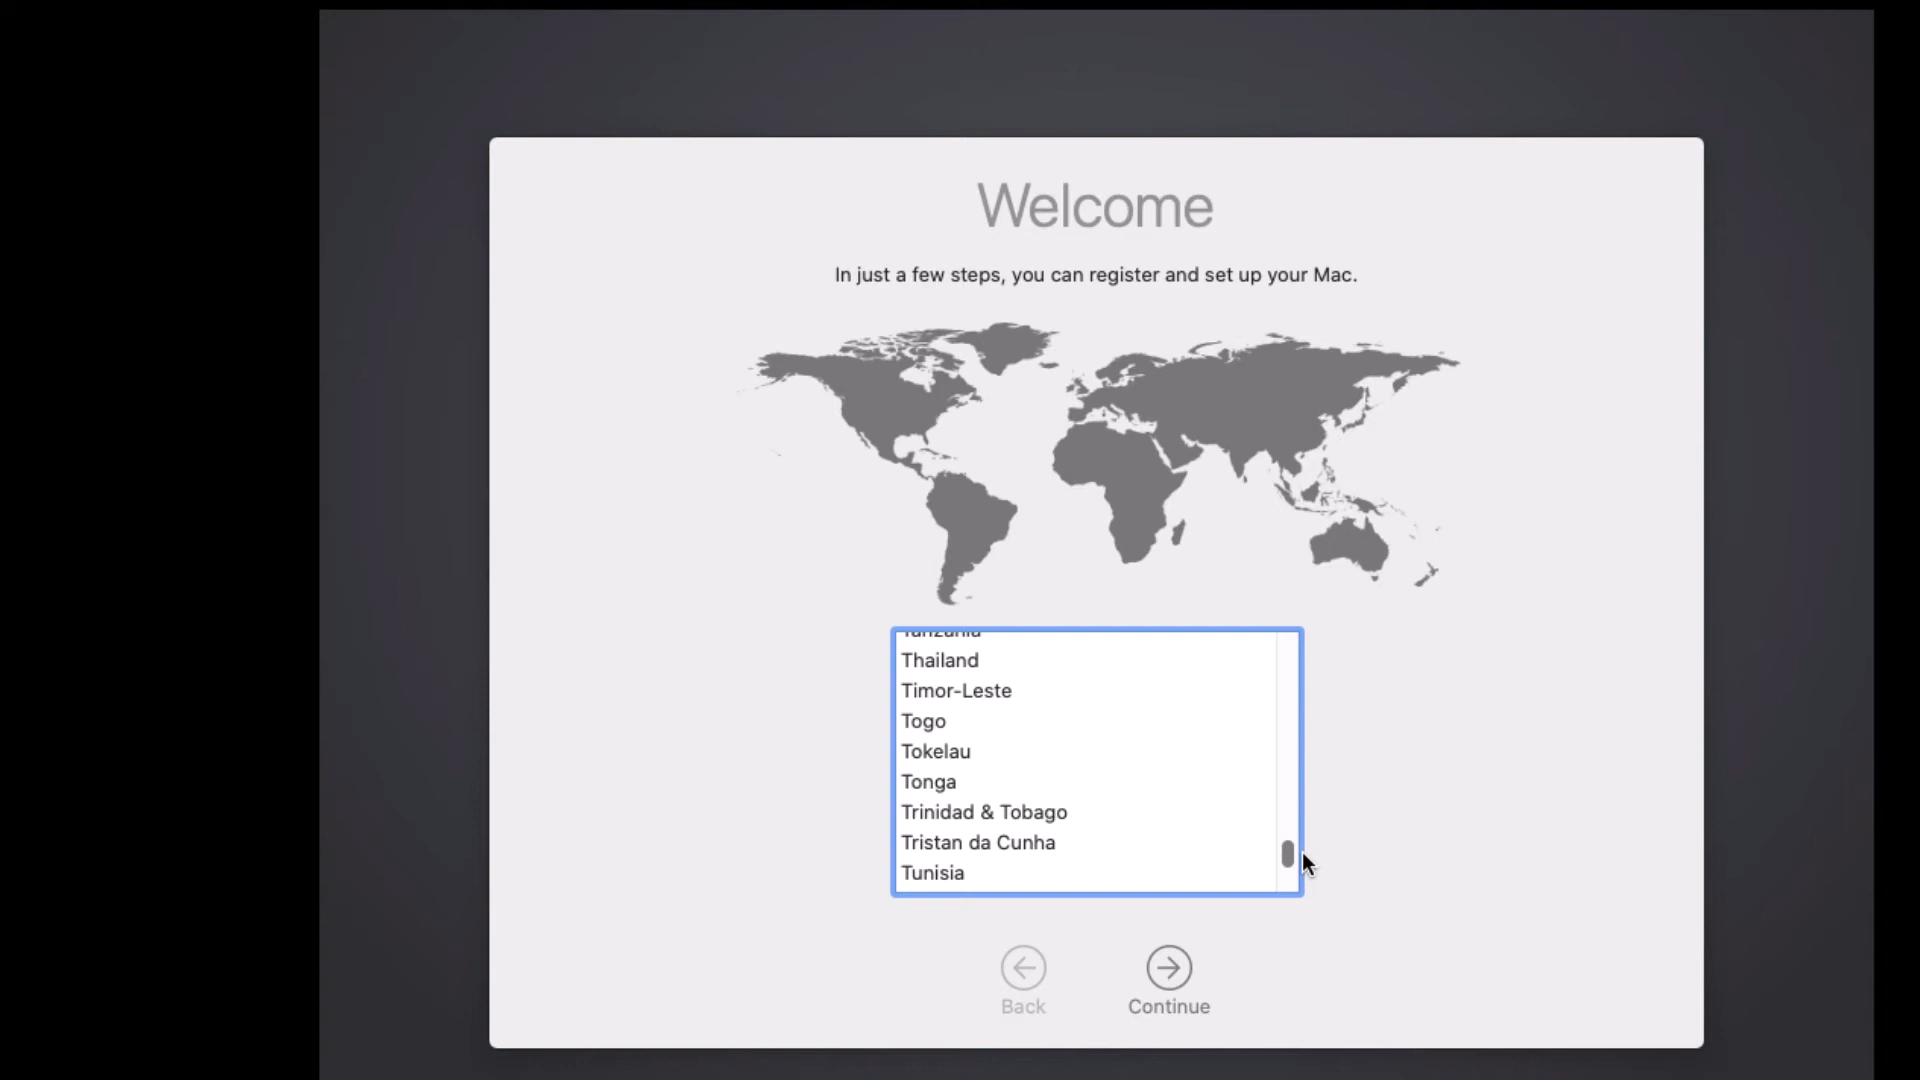 Welcome
In just a few steps, you can register and set up your Mac.
Tanzania
Thailand
Timor-Leste
Togo
Tokelau
Tonga
Trinidad & Tobago
Tristan da Cunha
Tunisia
Back
Continue